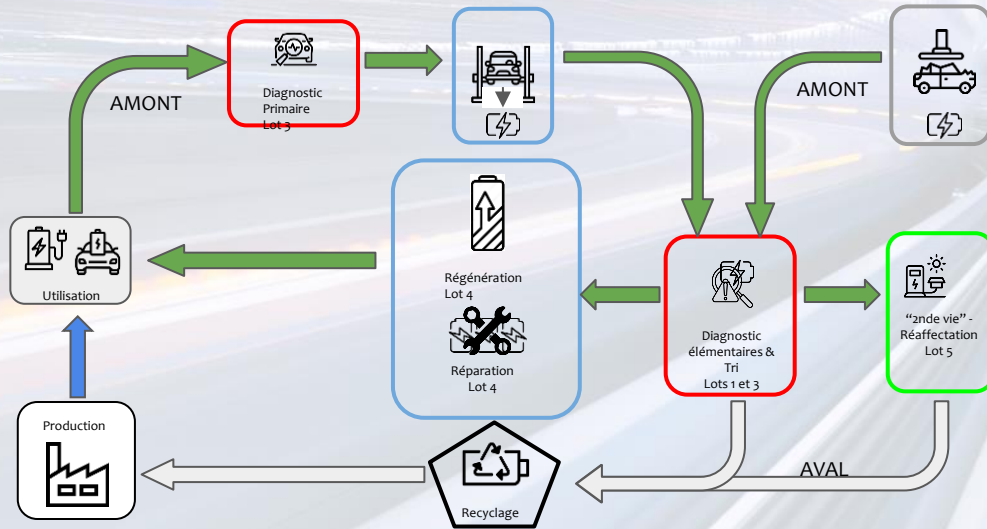 AMONT
Diagnostic
Primaire
Lot 3
AMONT
Régénération
Lot 4
Réparation
Lot 4
Utilisation
Diagnostic
élémentaires &
Tri
Lots 1 et 3
“2nde vie” -
Réaffectation
Lot 5
Production
Recyclage
AVAL